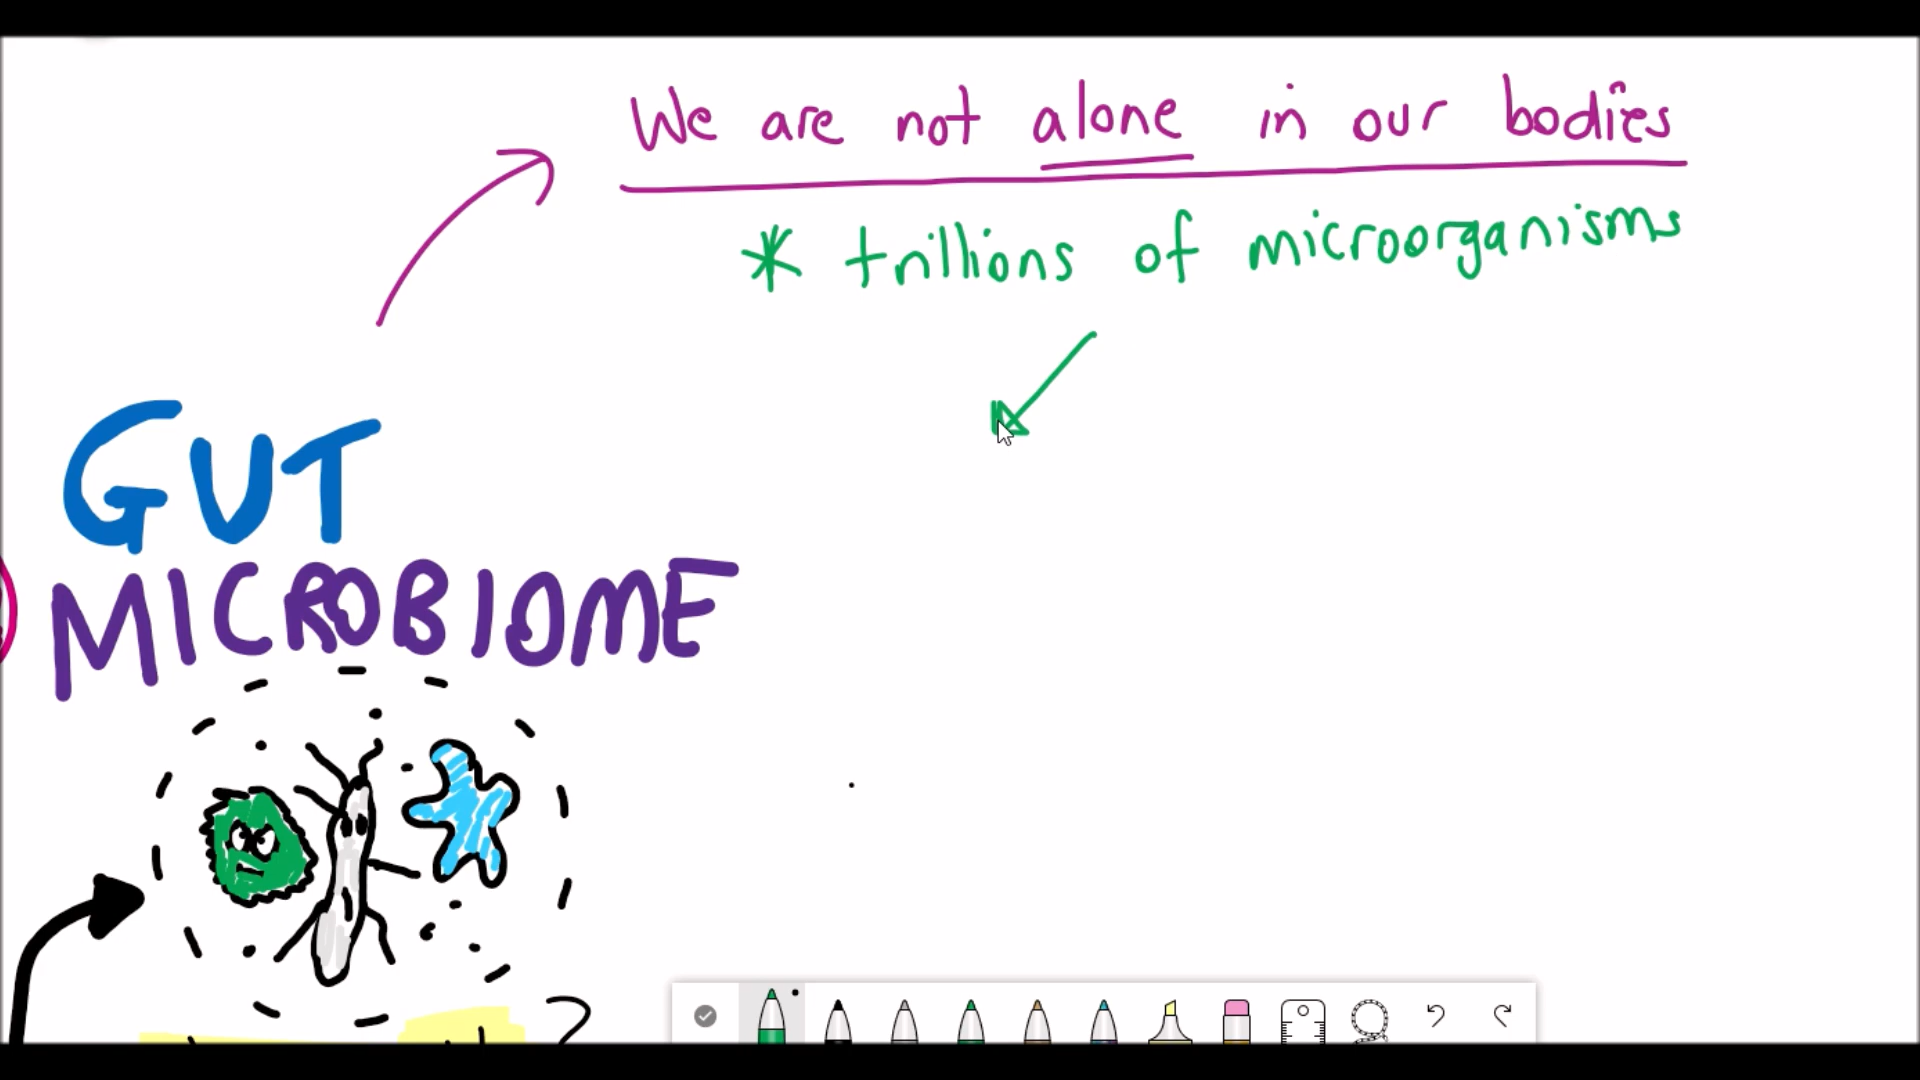 We are not alone in our bodies
* trillions of microorganisms
GUT
MICROBIOME
?